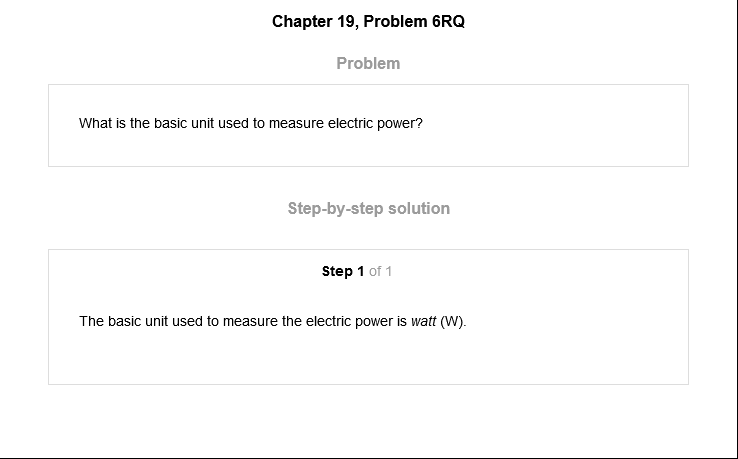 Chapter 19, Problem 6RQ
Problem
What is the basic unit used to measure electric power?
Step-by-step solution
Step 1 of 1
The basic unit used to measure the electric power is watt (W).